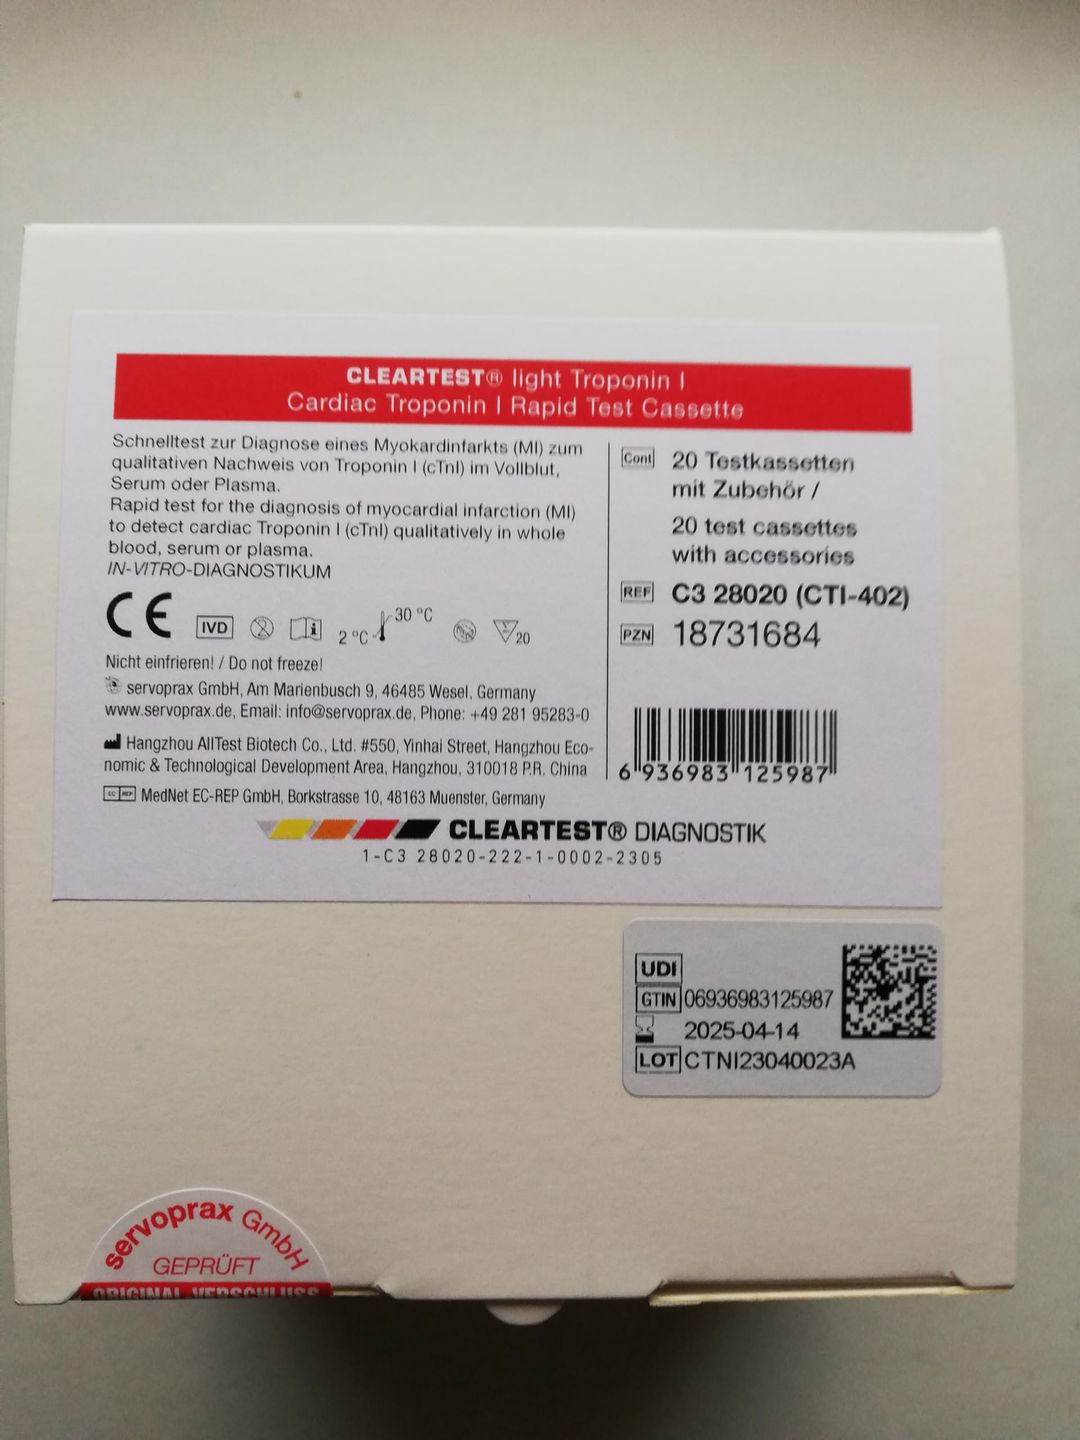 CLEARTEST® light Troponin I
Cardiac Troponin I Rapid Test Cassette
Schnelltest zur Diagnose eines Myokardinfarkts (MI) zum
qualitativen Nachweis von Troponin I (cTnI) im Vollblut,
Serum oder Plasma.
Rapid test for the diagnosis of myocardial infarction (MI)
to detect cardiac Troponin I (cTnI) qualitatively in whole
blood, serum or plasma.
IN-VITRO-DIAGNOSTIKUM
CE IVD 2 2 °C 30 °C 20
Nicht einfrieren! / Do not freeze!
servoprax GmbH, Am Marienbusch 9, 46485 Wesel, Germany
www.servoprax.de, Email: info@servoprax.de, Phone: +49 281 95283-0
Hangzhou AllTest Biotech Co., Ltd. #550, Yinhai Street, Hangzhou Eco-
nomic & Technological Development Area, Hangzhou, 310018 P.R. China
EC REP MedNet EC-REP GmbH, Borkstrasse 10, 48163 Muenster, Germany
Cont 20 Testkassetten
mit Zubehör /
20 test cassettes
with accessories
REF C3 28020 (CTI-402)
PZN 18731684
6 936983 125987
CLEARTEST® DIAGNOSTIK
1-C3 28020-222-1-0002-2305
UDI
GTIN 06936983125987
2025-04-14
LOT CTNI23040023A
servoprax GmbH
GEPRÜFT
ORIGINAL VERSCHLUSS